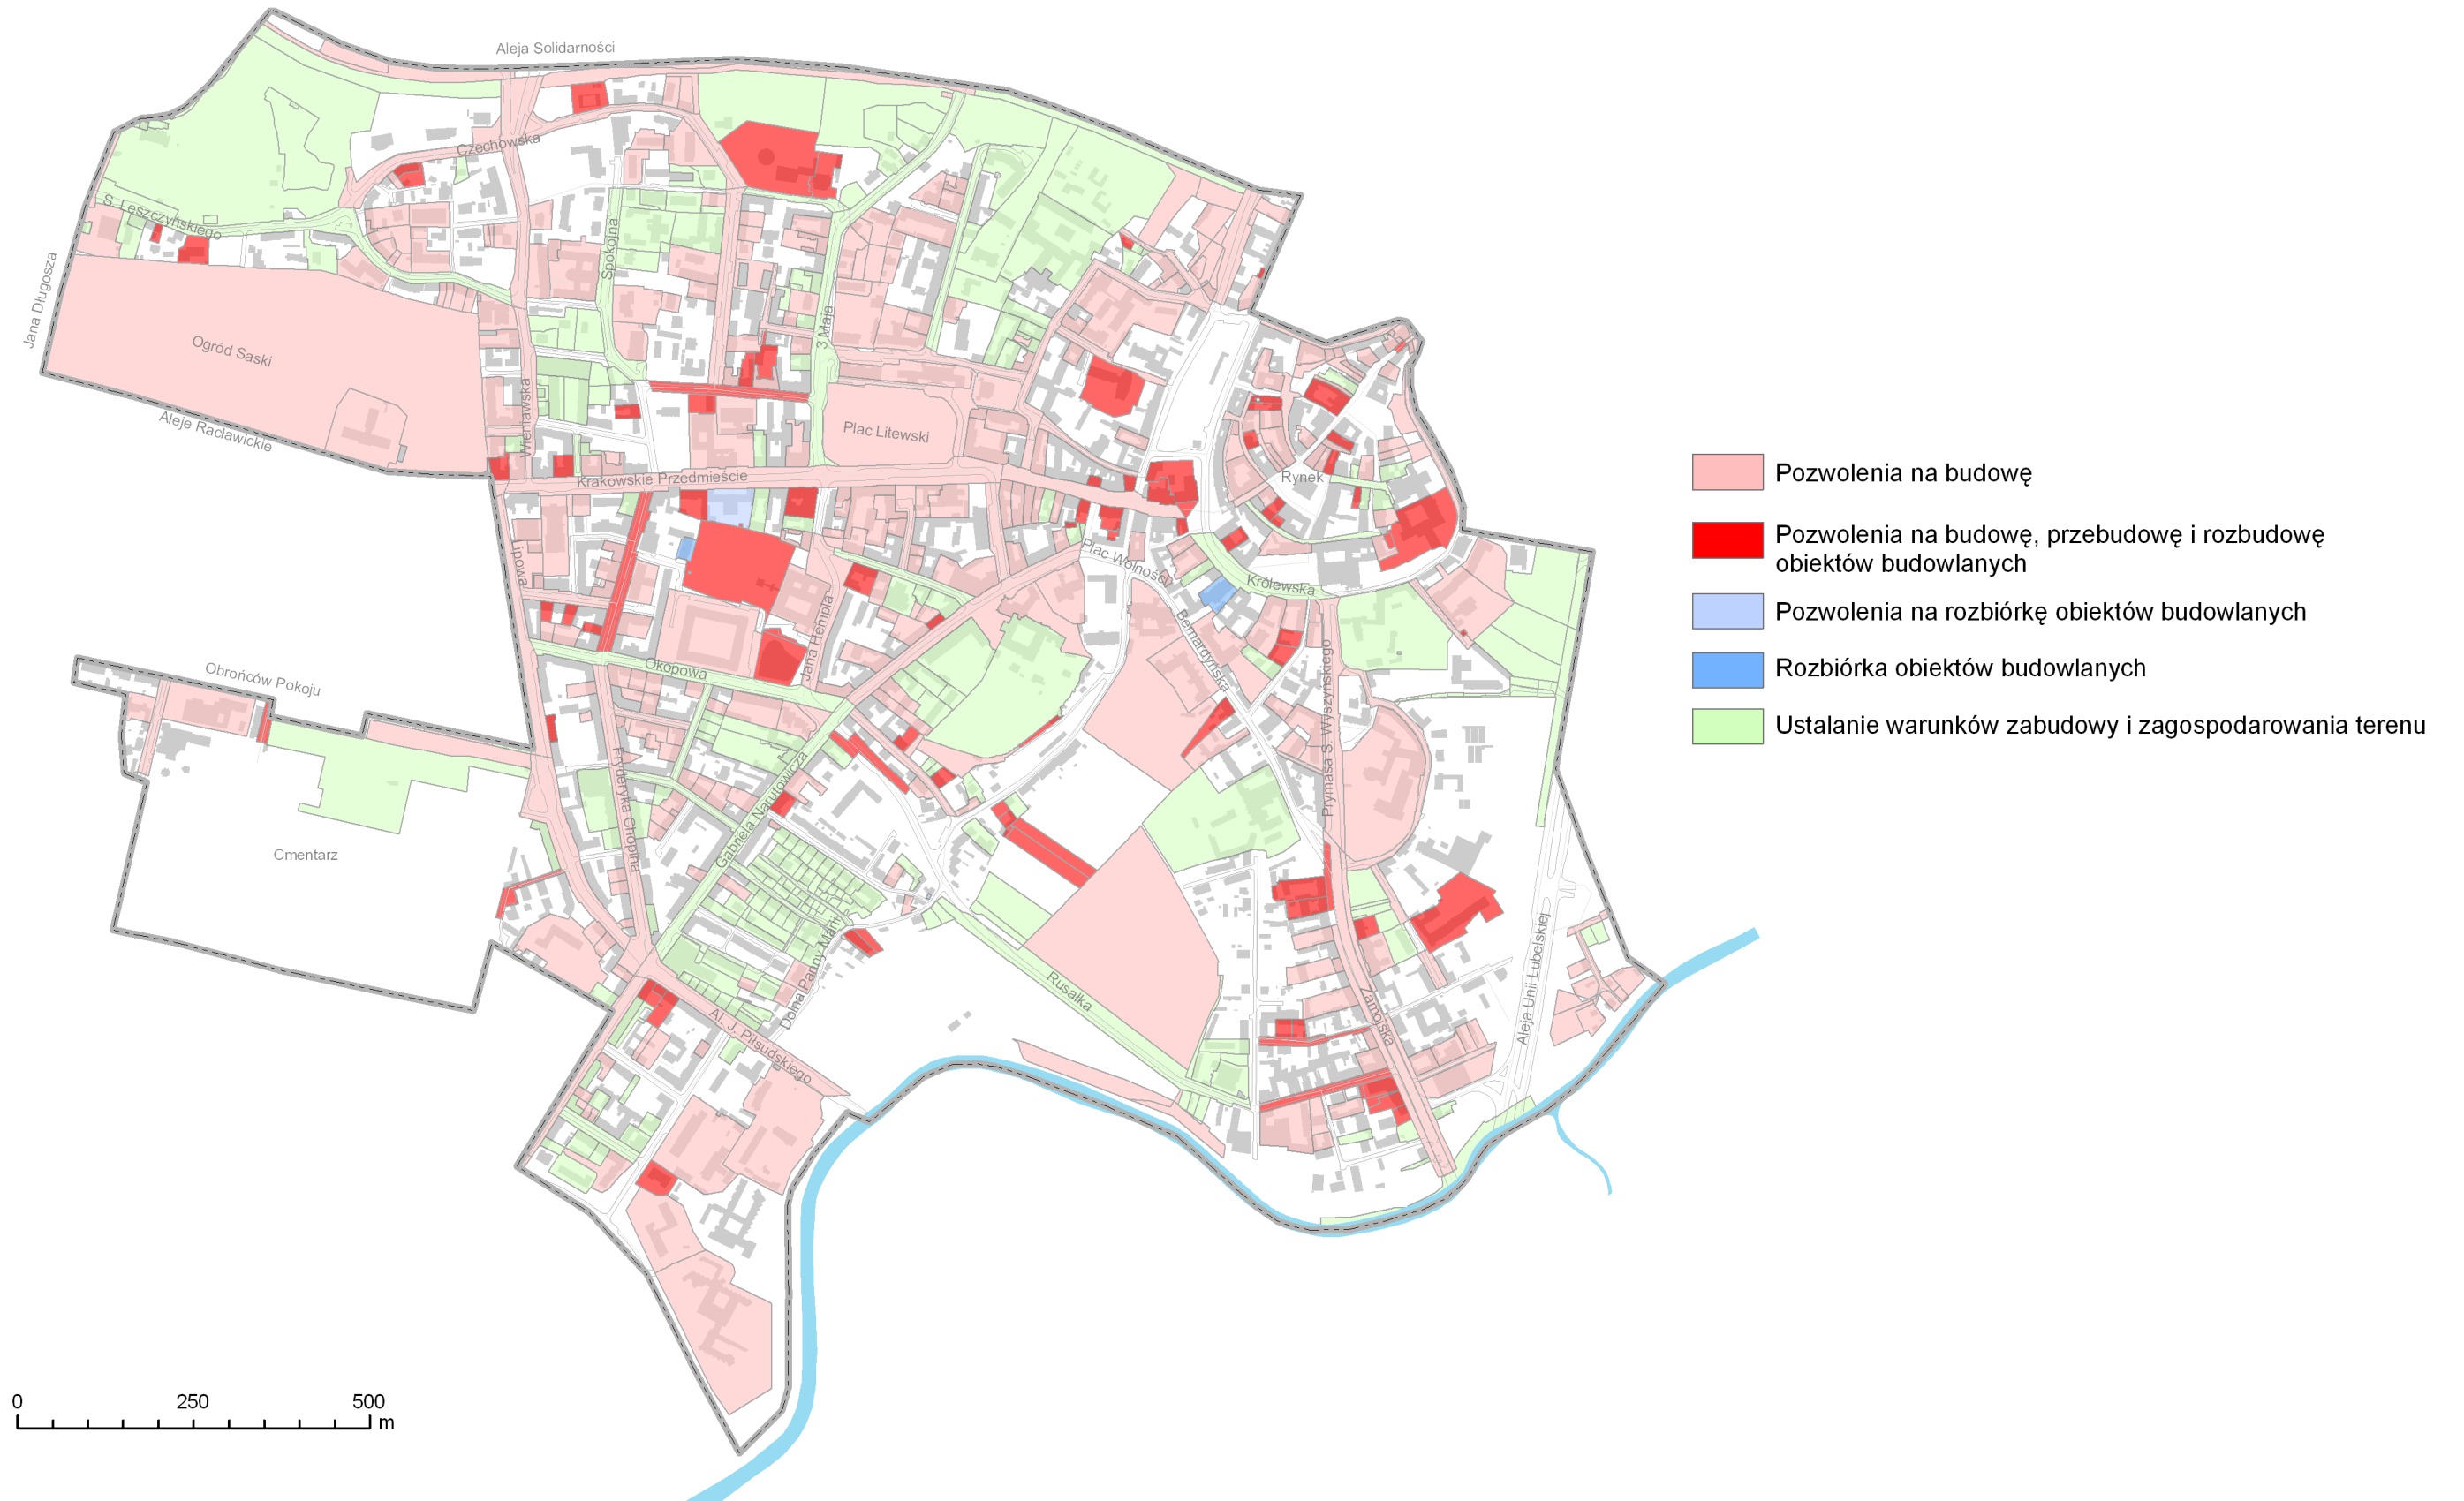 Aleja Solidarności
Czechowska
S. Leszczyńskiego
Spokojna
Jana Długosza
3 Maja
Ogród Saski
Wieniawska
Aleje Racławickie
Plac Litewski
Krakowskie Przedmieście
Rynek
Lipowa
Plac Wolności
Królewska
Bernardyńska
Jana Hempla
Okopowa
Obrońców Pokoju
Prymasa S. Wyszyńskiego
Fryderyka Chopina
Gabriela Narutowicza
Cmentarz
Dolna Panny Marii
Rusałka
Aleja Unii Lubelskiej
Zamojska
Al. J. Piłsudskiego
Pozwolenia na budowę
Pozwolenia na budowę, przebudowę i rozbudowę
obiektów budowlanych
Pozwolenia na rozbiórkę obiektów budowlanych
Rozbiórka obiektów budowlanych
Ustalanie warunków zabudowy i zagospodarowania terenu
0 250 500
m